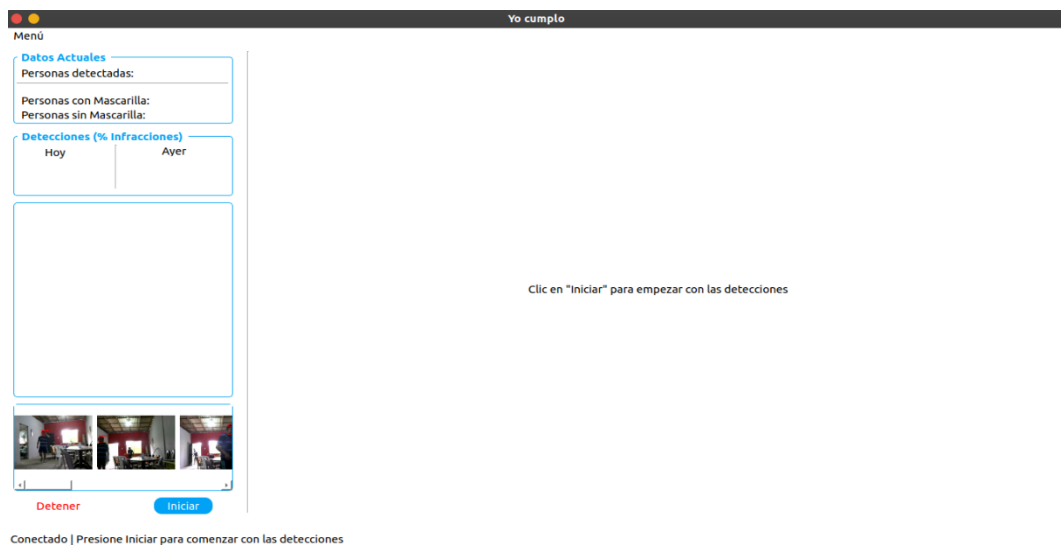 Yo cumplo
Menú
Datos Actuales
Personas detectadas:
Personas con Mascarilla:
Personas sin Mascarilla:
Detecciones (% Infracciones)
Hoy Ayer
Clic en "Iniciar" para empezar con las detecciones
Detener Iniciar
Conectado | Presione Iniciar para comenzar con las detecciones